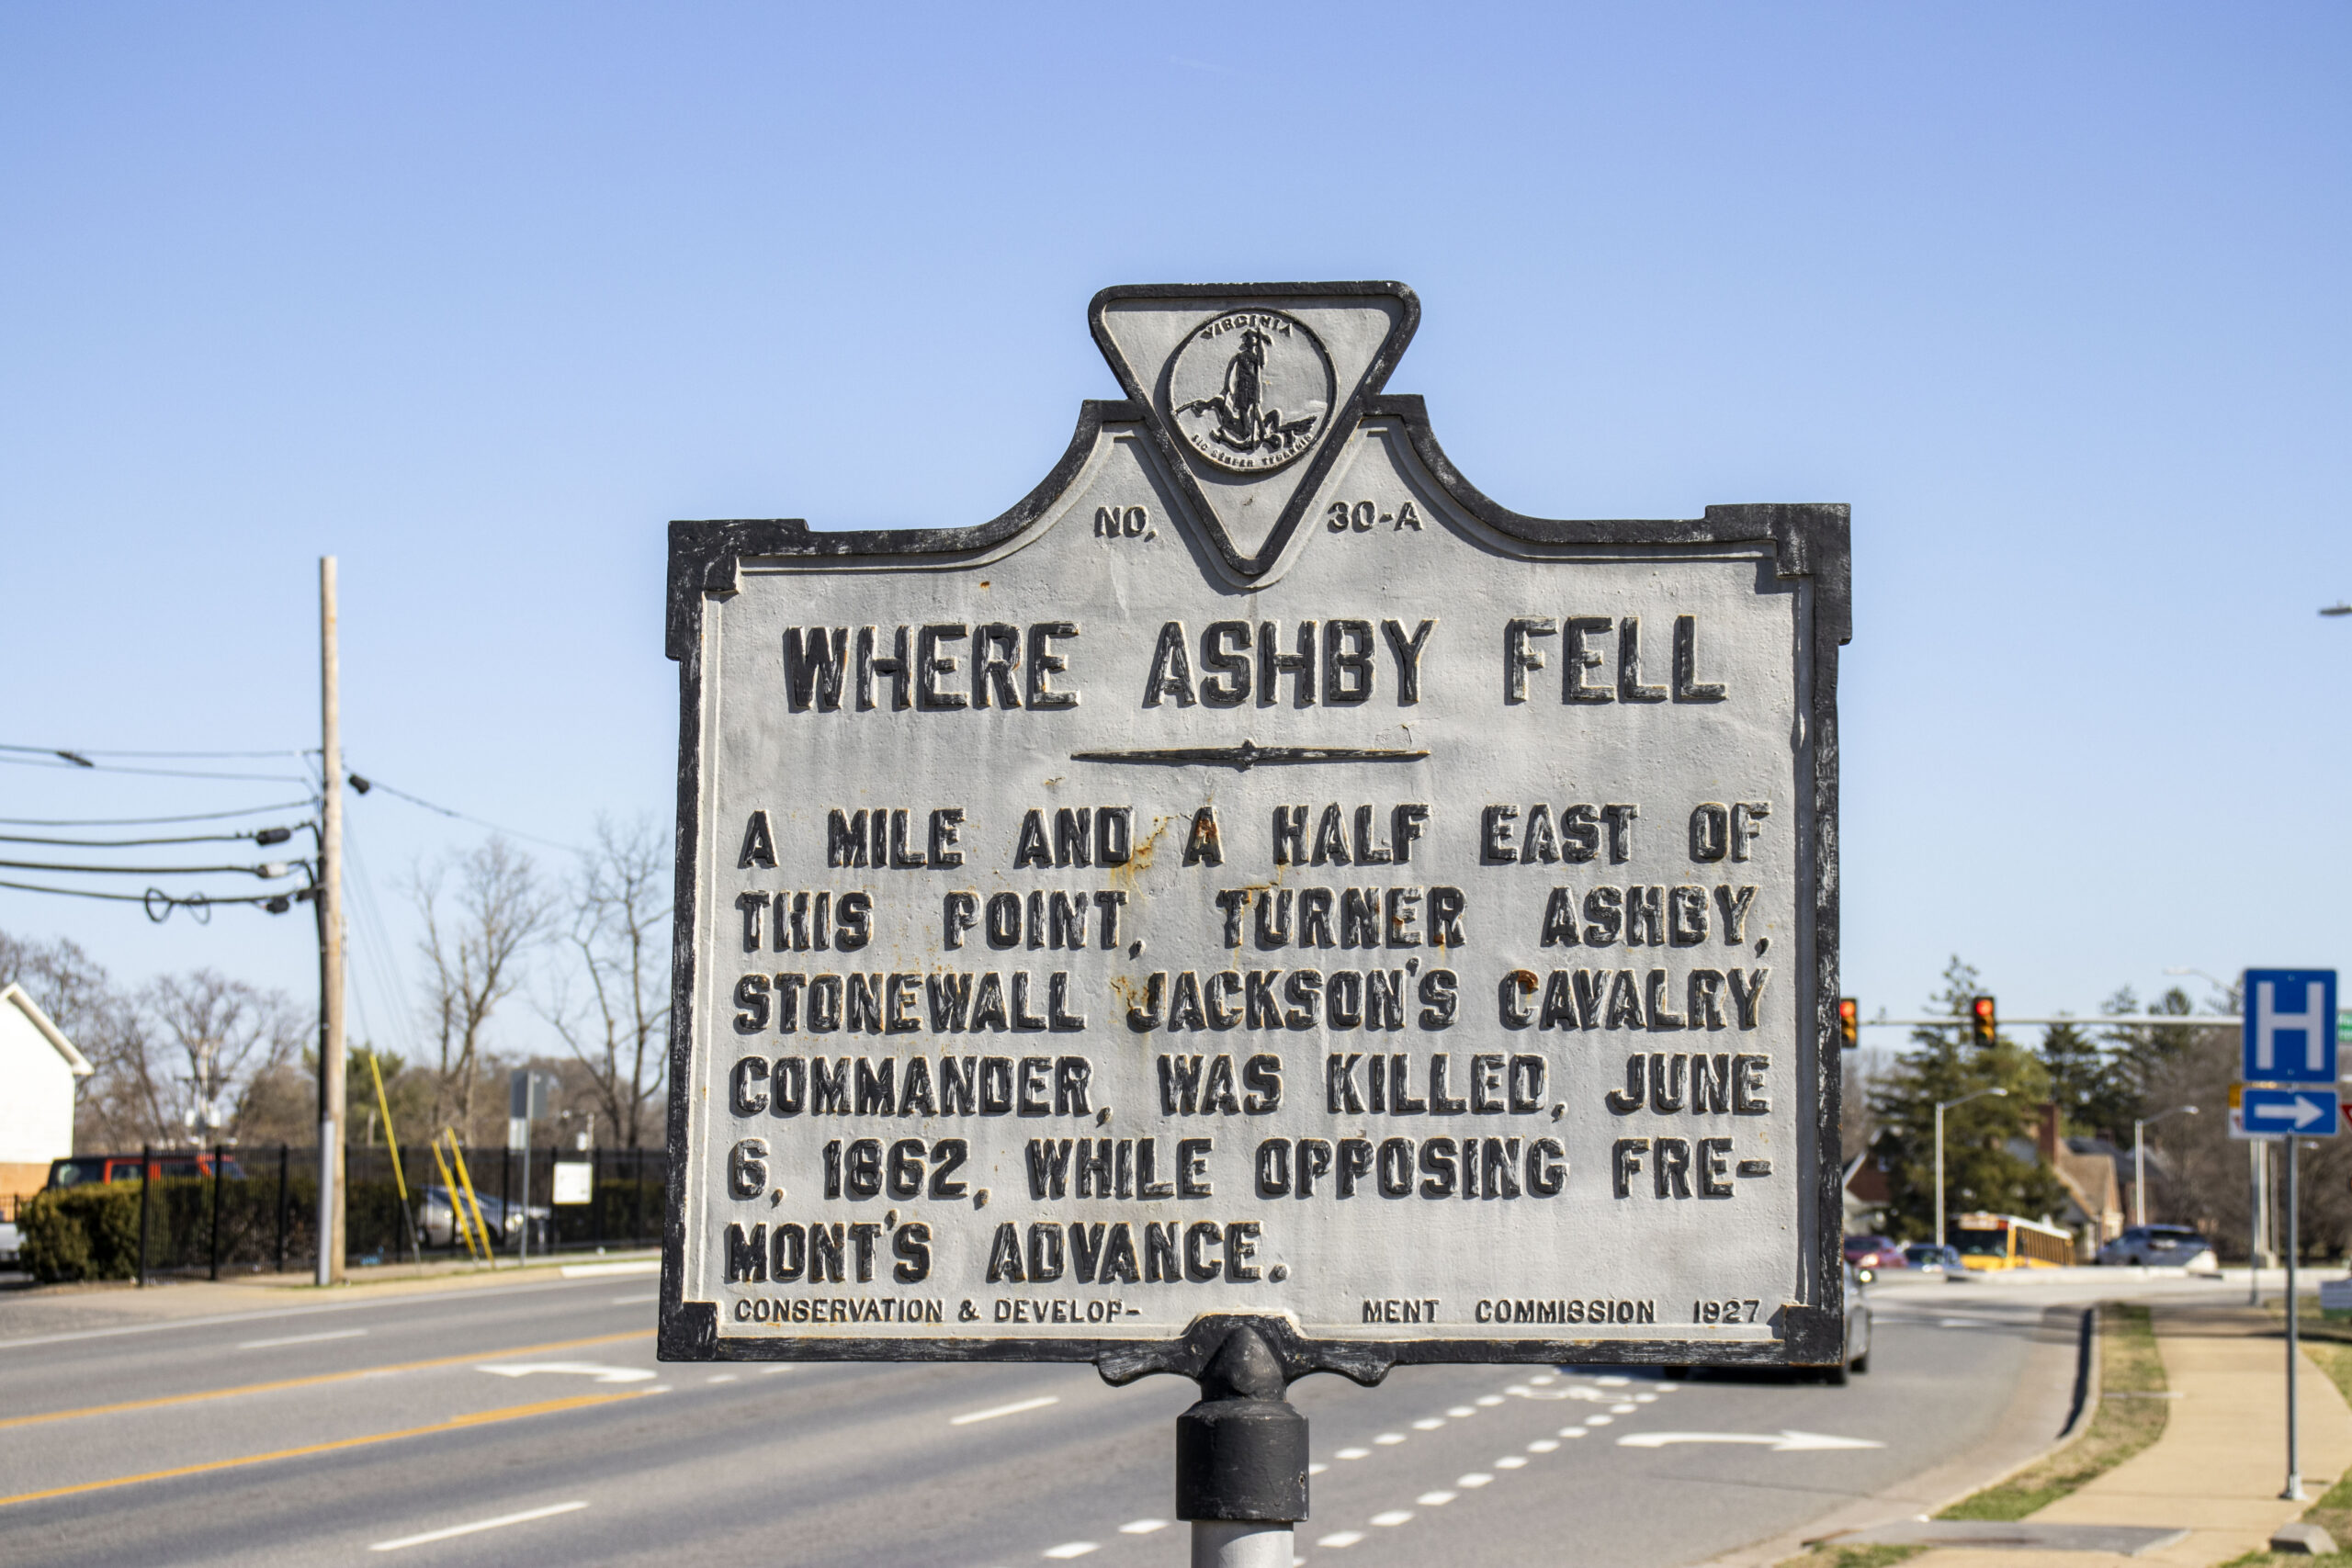 VIRGINIA
SIC SEMPER TYRANNIS
NO. 30-A
WHERE ASHBY FELL
A MILE AND A HALF EAST OF
THIS POINT, TURNER ASHBY,
STONEWALL JACKSON'S CAVALRY
COMMANDER, WAS KILLED, JUNE
6, 1862, WHILE OPPOSING FRE-
MONT'S ADVANCE.
CONSERVATION & DEVELOP- MENT COMMISSION 1927
H